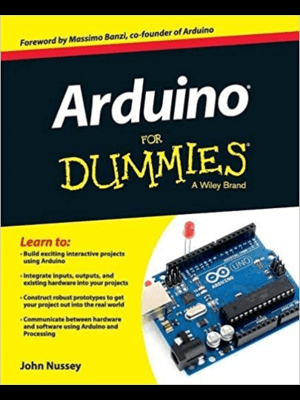 Foreword by Massimo Banzi, co-founder of Arduino
Arduino®
FOR
DUMMIES®
A Wiley Brand
Learn to:
• Build exciting interactive projects
using Arduino
• Integrate inputs, outputs, and
existing hardware into your projects
• Construct robust prototypes to get
your project out into the real world
• Communicate between hardware
and software using Arduino and
Processing
John Nussey
UNO
ARDUINO